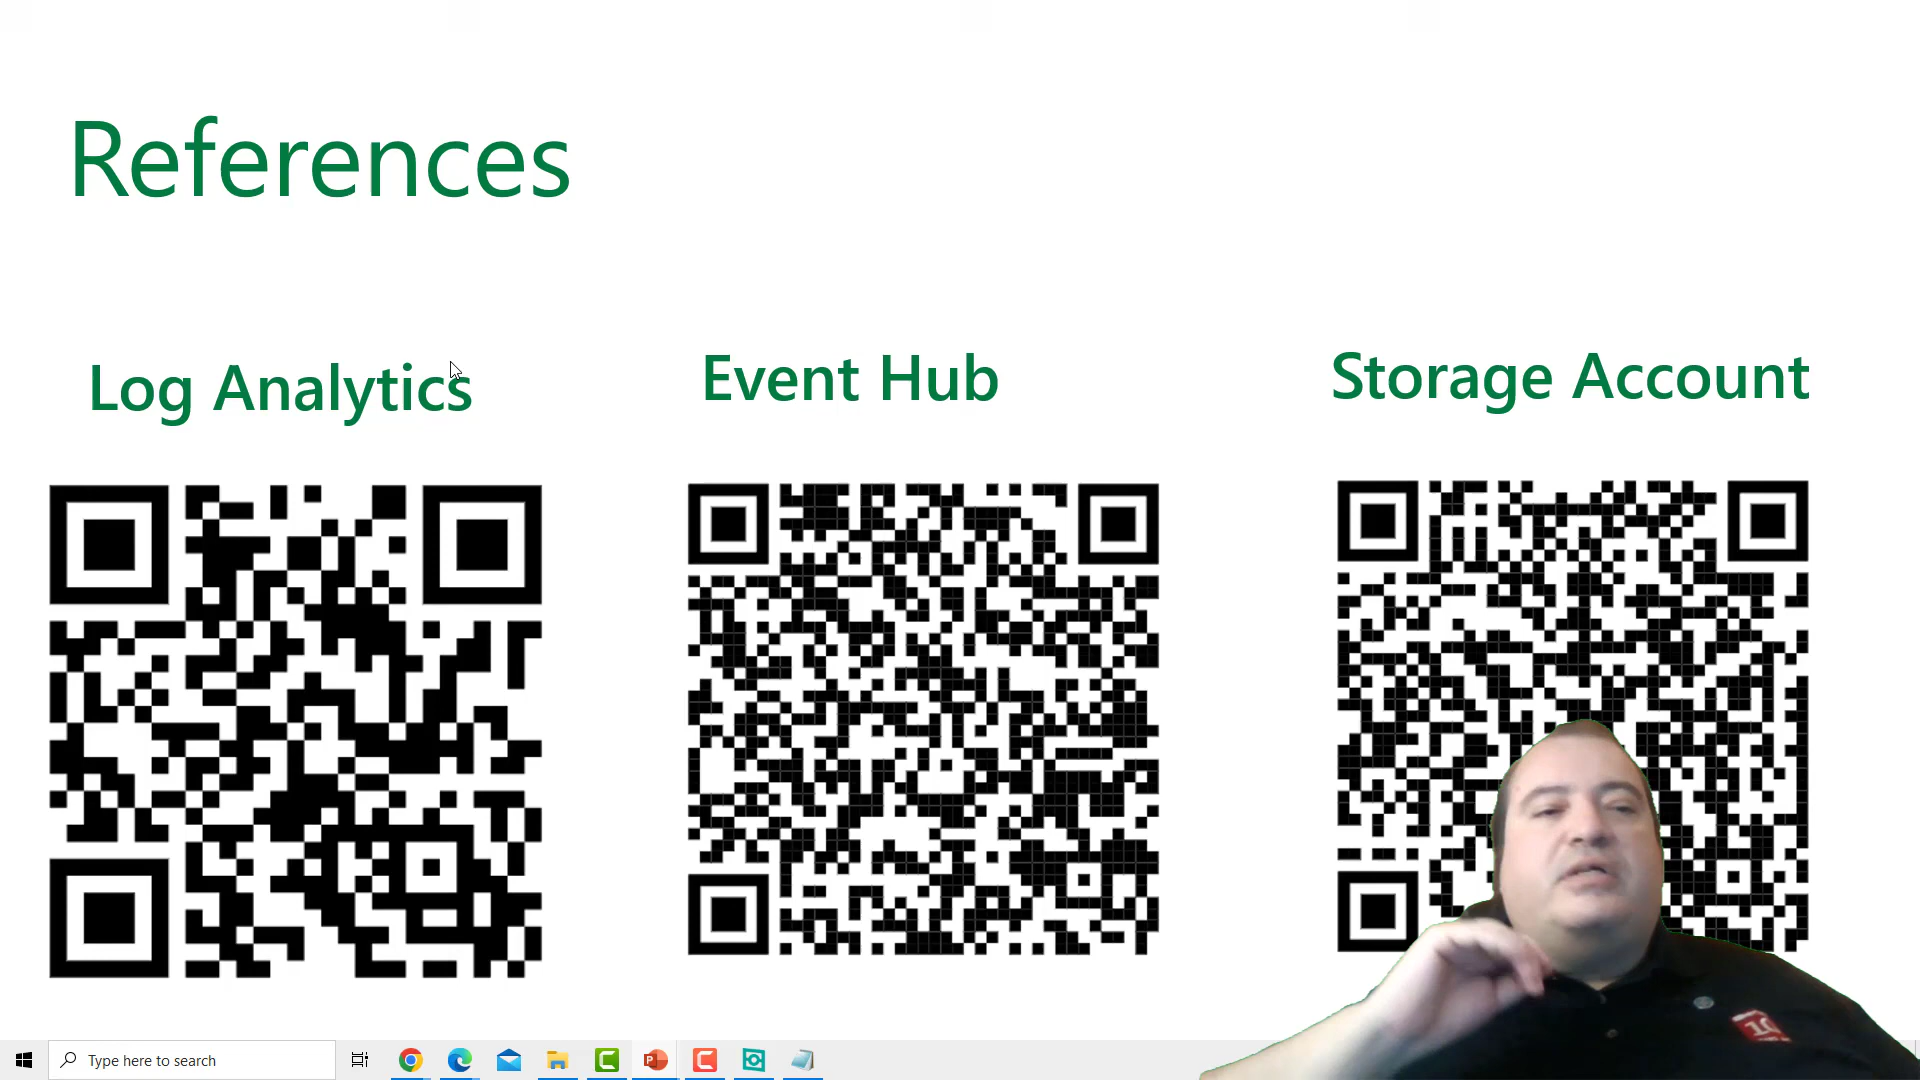 References
Log Analytics
Event Hub
Storage Account
Type here to search